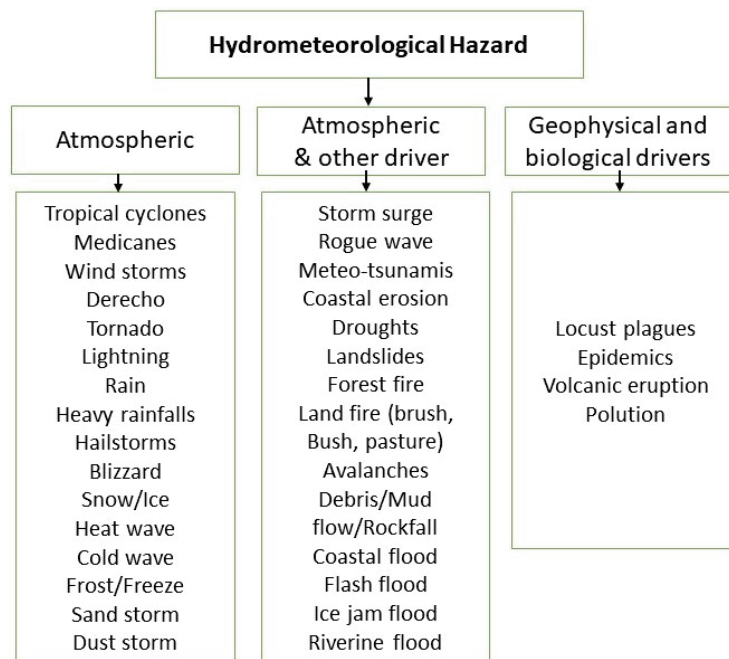 Hydrometeorological Hazard
Atmospheric
Tropical cyclones
Medicanes
Wind storms
Derecho
Tornado
Lightning
Rain
Heavy rainfalls
Hailstorms
Blizzard
Snow/Ice
Heat wave
Cold wave
Frost/Freeze
Sand storm
Dust storm
Atmospheric
& other driver
Storm surge
Rogue wave
Meteo-tsunamis
Coastal erosion
Droughts
Landslides
Forest fire
Land fire (brush,
Bush, pasture)
Avalanches
Debris/Mud
flow/Rockfall
Coastal flood
Flash flood
Ice jam flood
Riverine flood
Geophysical and
biological drivers
Locust plagues
Epidemics
Volcanic eruption
Polution